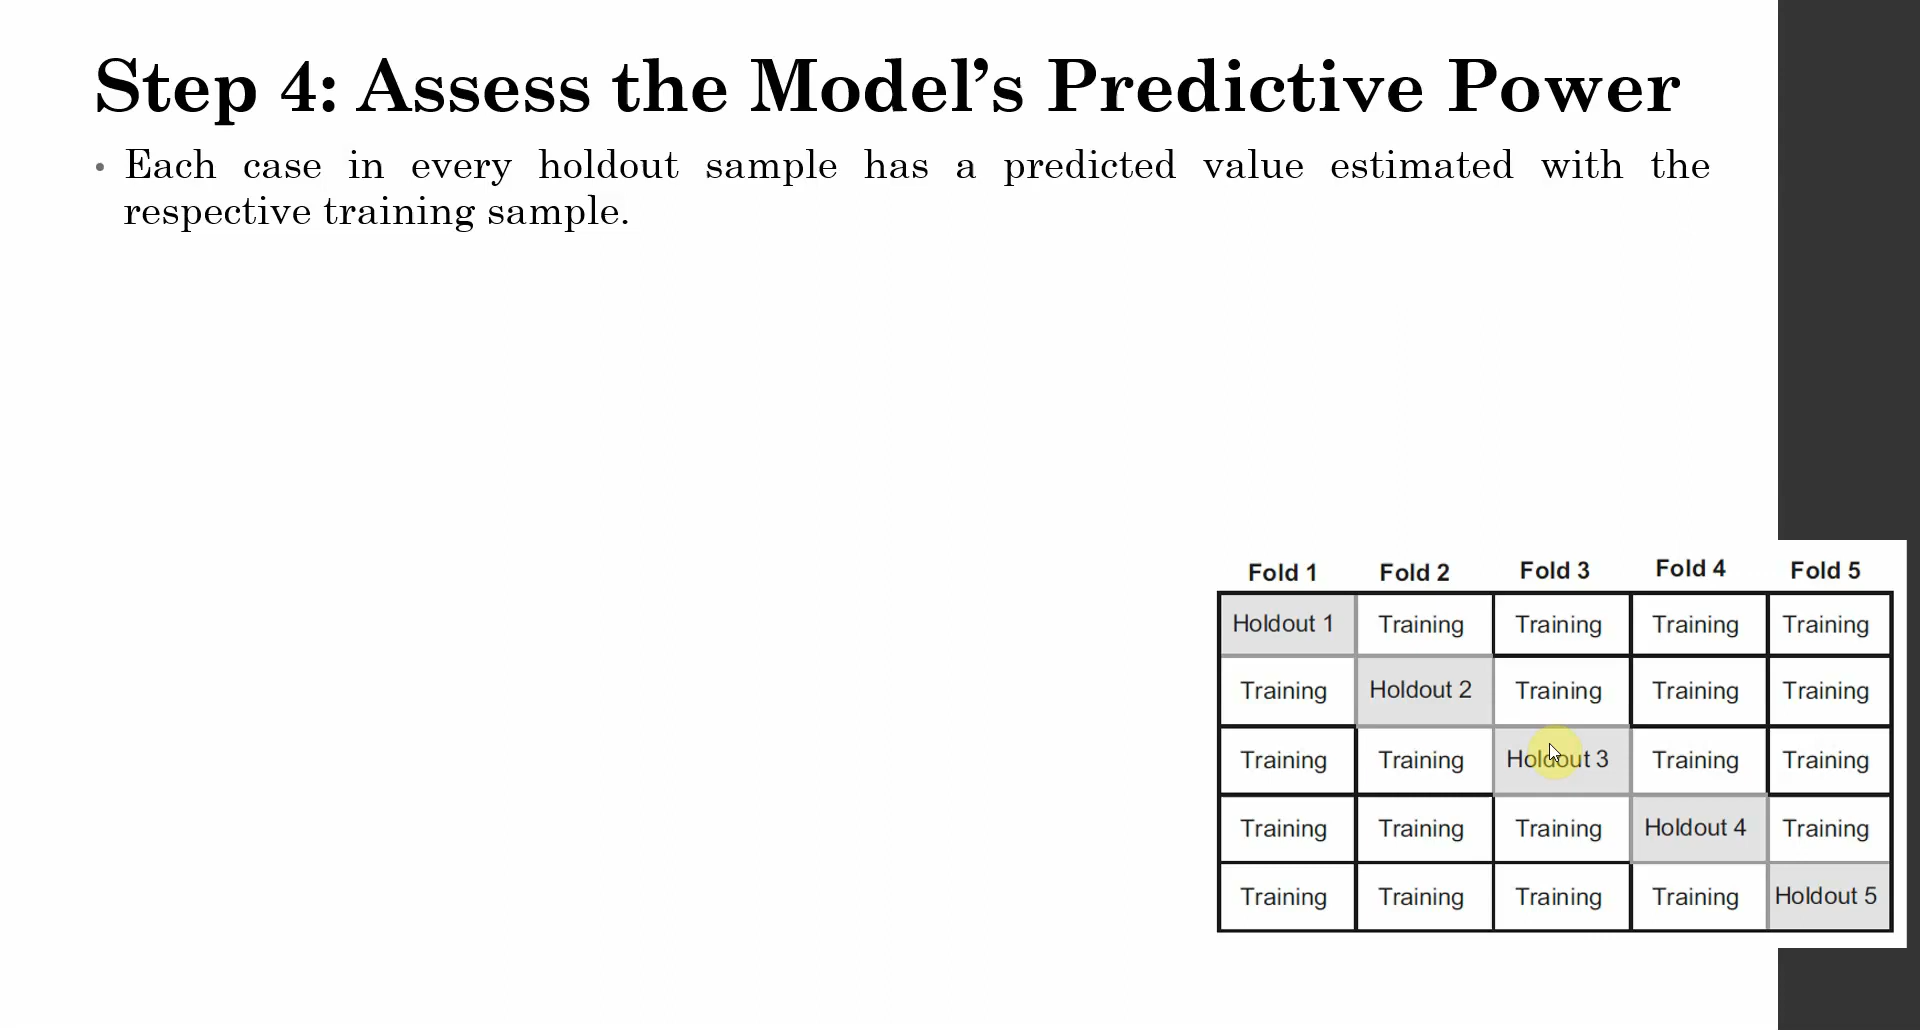 Step 4: Assess the Model’s Predictive Power
• Each case in every holdout sample has a predicted value estimated with the
respective training sample.
Fold 1 Fold 2 Fold 3 Fold 4 Fold 5
Holdout 1 Training Training Training Training
Training Holdout 2 Training Training Training
Training Training Holdout 3 Training Training
Training Training Training Holdout 4 Training
Training Training Training Training Holdout 5